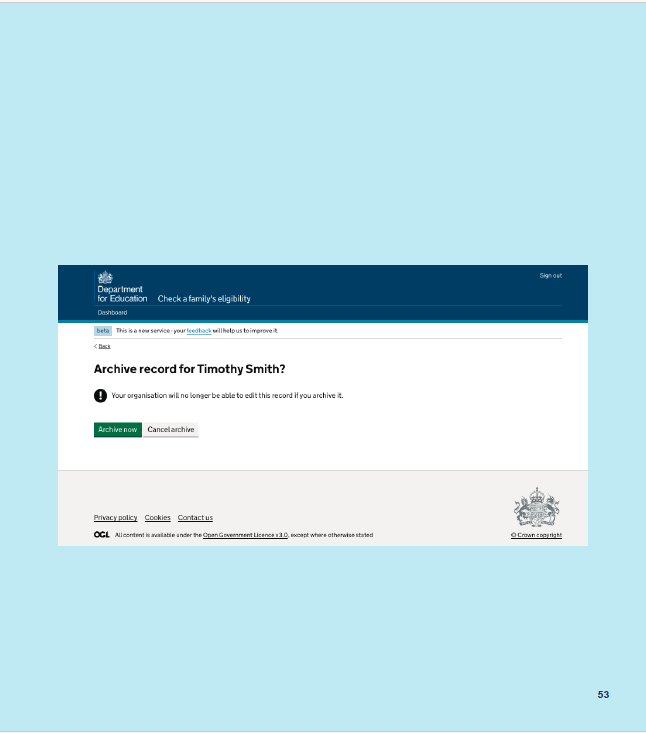 Department
for Education
Check a family's eligibility
Sign out
Dashboard
beta This is a new service - your feedback will help us to improve it.
< Back
Archive record for Timothy Smith?
! Your organisation will no longer be able to edit this record if you archive it.
Archive now Cancel archive
Privacy policy Cookies Contact us
OGL All content is available under the Open Government Licence v3.0, except where otherwise stated
© Crown copyright
53